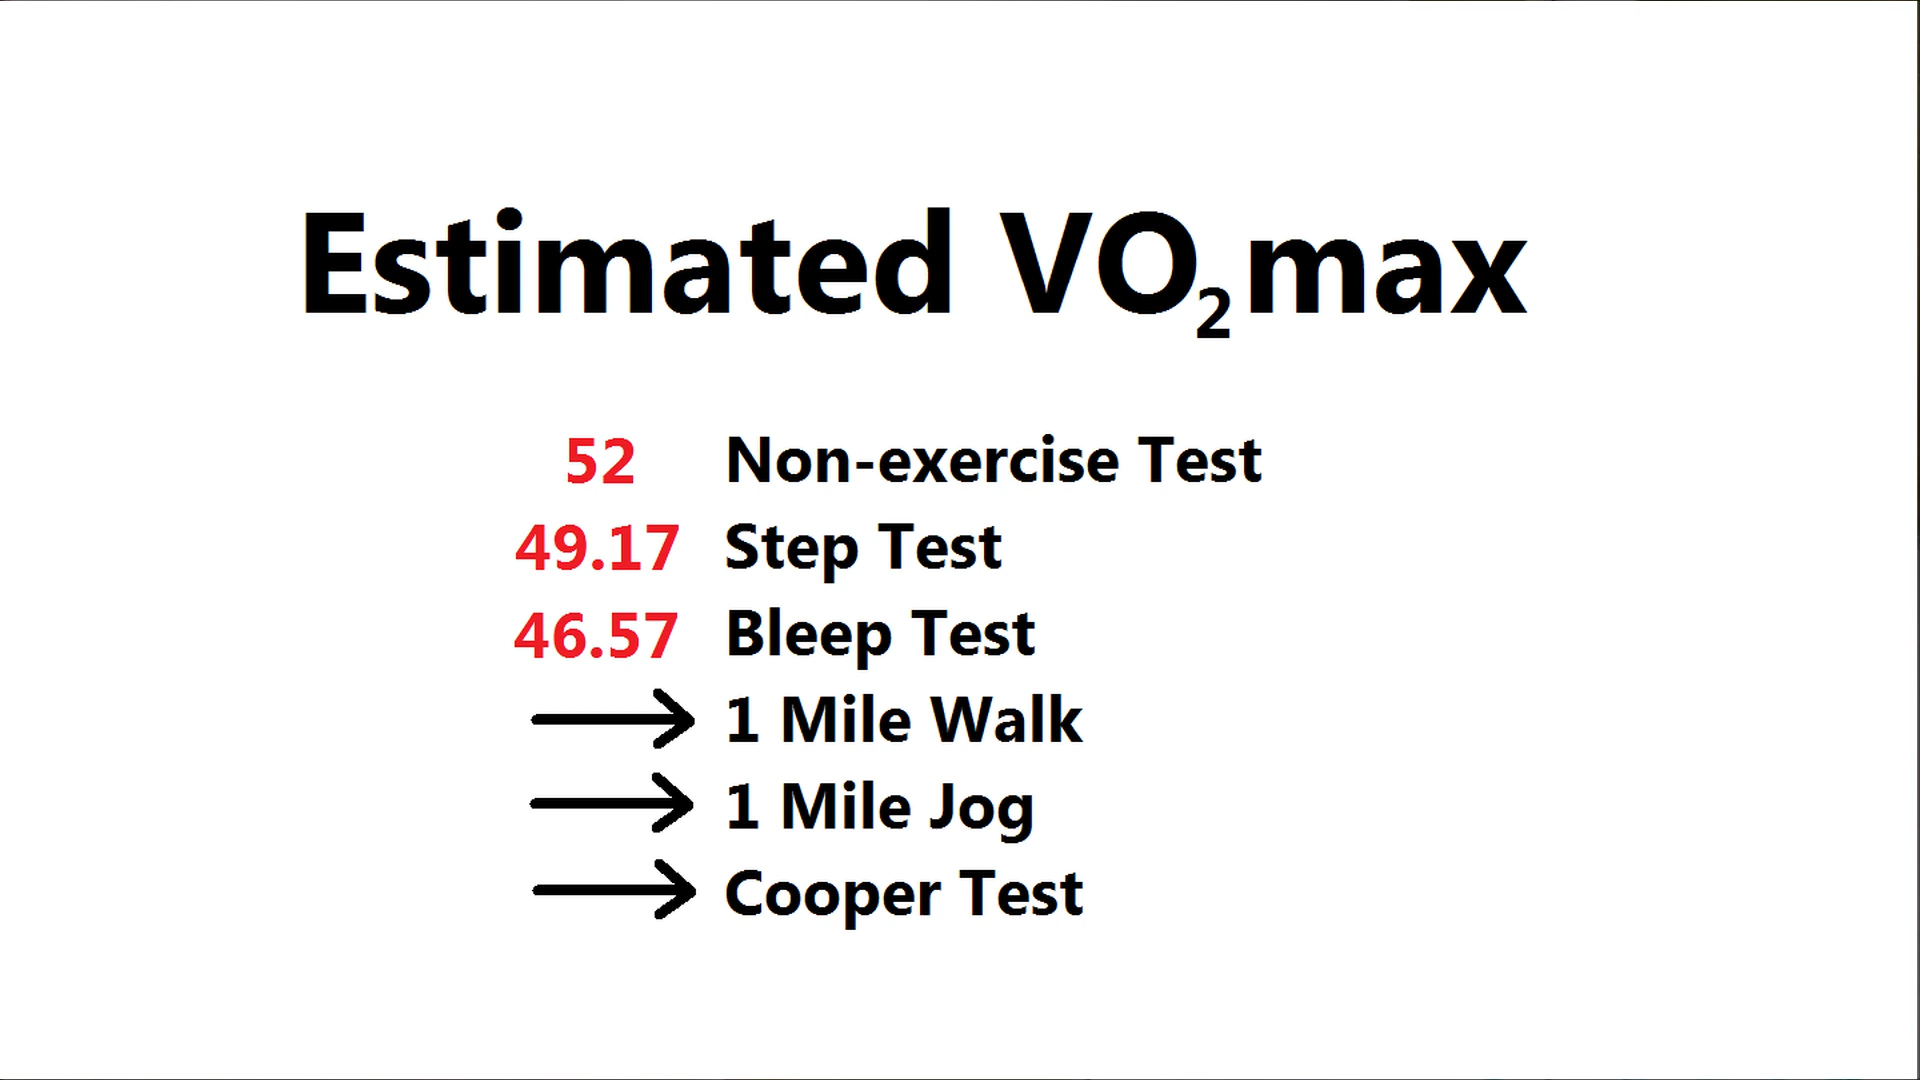 Estimated VO₂max
52 Non-exercise Test
49.17 Step Test
46.57 Bleep Test
1 Mile Walk
1 Mile Jog
Cooper Test